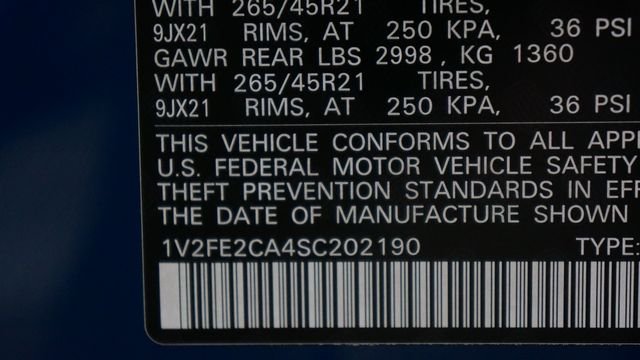 WITH 265/45R21 TIRES,
9JX21 RIMS, AT 250 KPA, 36 PSI
GAWR REAR LBS 2998, KG 1360
WITH 265/45R21 TIRES,
9JX21 RIMS, AT 250 KPA, 36 PSI
THIS VEHICLE CONFORMS TO ALL APPI
U.S. FEDERAL MOTOR VEHICLE SAFETY
THEFT PREVENTION STANDARDS IN EFF
THE DATE OF MANUFACTURE SHOWN
1V2FE2CA4SC202190 TYPE: